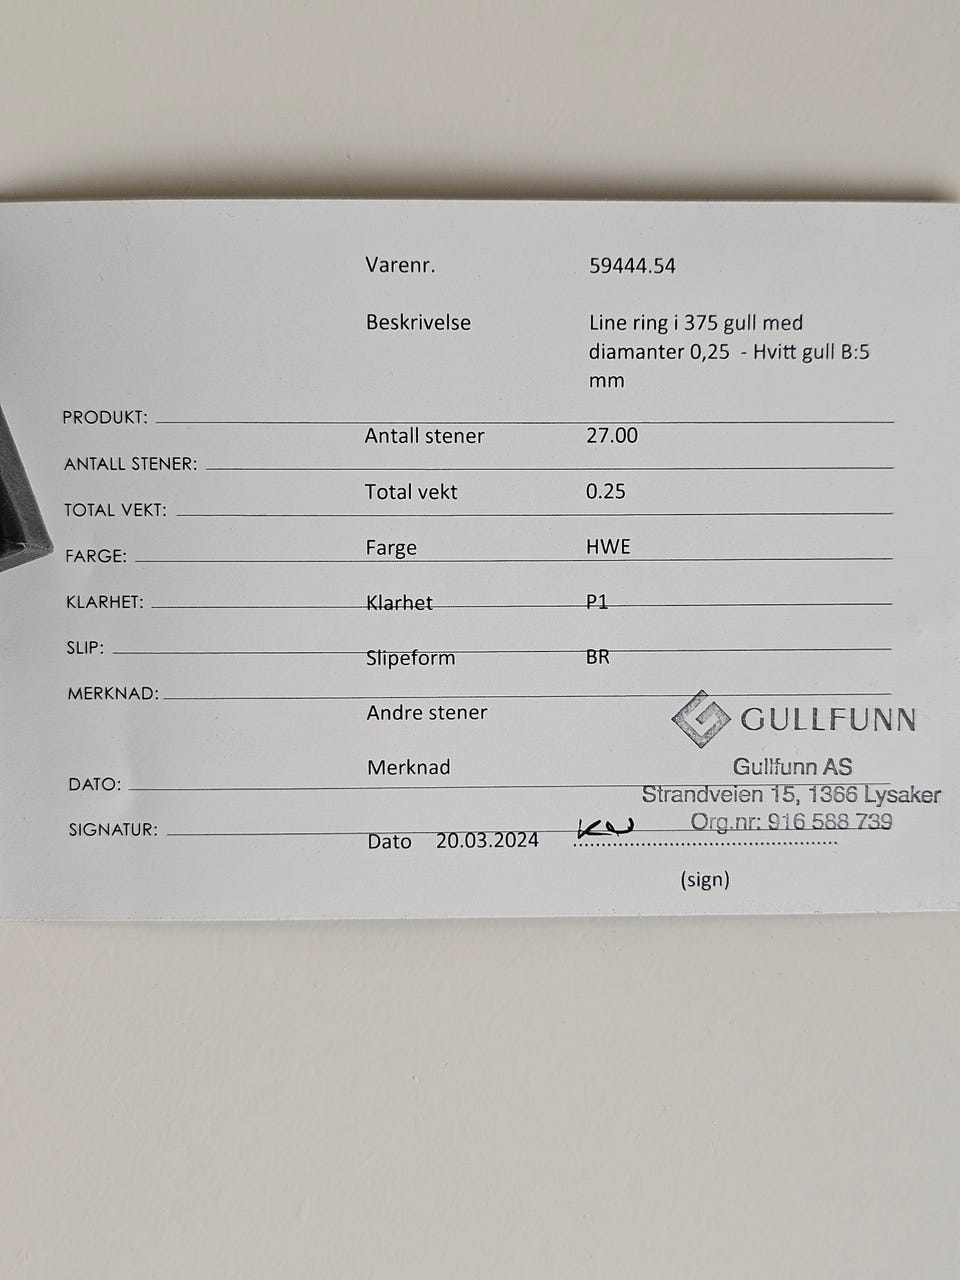 Varenr. 59444.54
Beskrivelse Line ring i 375 gull med
diamanter 0,25 - Hvitt gull B:5
mm
PRODUKT:
Antall stener 27.00
ANTALL STENER:
Total vekt 0.25
TOTAL VEKT:
Farge HWE
FARGE:
KLARHET: Klarhet P1
SLIP:
Slipeform BR
MERKNAD:
Andre stener
GULLFUNN
Merknad
Gullfunn AS
DATO:
Strandveien 15, 1366 Lysaker
Org.nr: 916 588 739
SIGNATUR:
KN
Dato 20.03.2024
(sign)